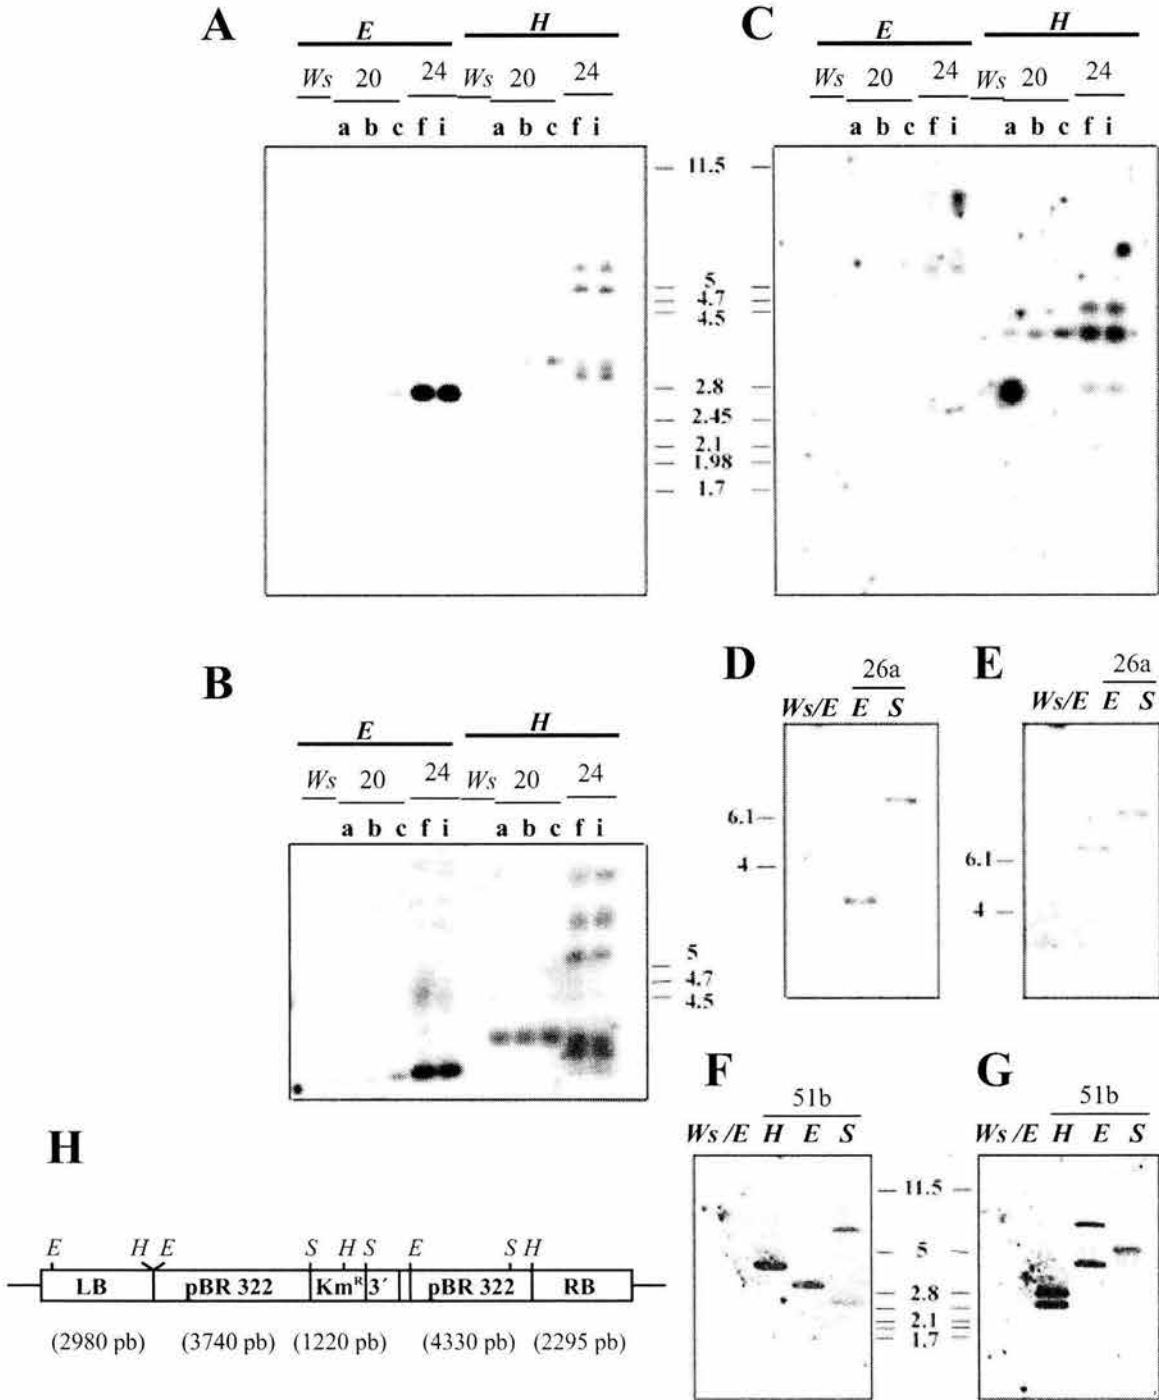 A
E H
Ws 20 24 Ws 20 24
a b c f i a b c f i
C
E H
Ws 20 24 Ws 20 24
a b c f i a b c f i
11.5
5
4.7
4.5
2.8
2.45
2.1
1.98
1.7
B
E H
Ws 20 24 Ws 20 24
a b c f i a b c f i
5
4.7
4.5
D
26a
Ws/E E S
6.1
4
E
26a
Ws/E E S
6.1
4
F
51b
Ws /E H E S
G
51b
Ws /E H E S
11.5
5
2.8
2.1
1.7
H
E H E S H S E S H
LB pBR 322 KmR 3´ pBR 322 RB
(2980 pb) (3740 pb) (1220 pb) (4330 pb) (2295 pb)